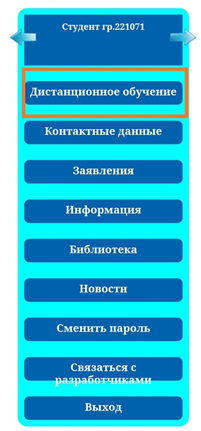 Студент гр.221071
Дистанционное обучение
Контактные данные
Заявления
Информация
Библиотека
Новости
Сменить пароль
Связаться с
разработчиками
Выход